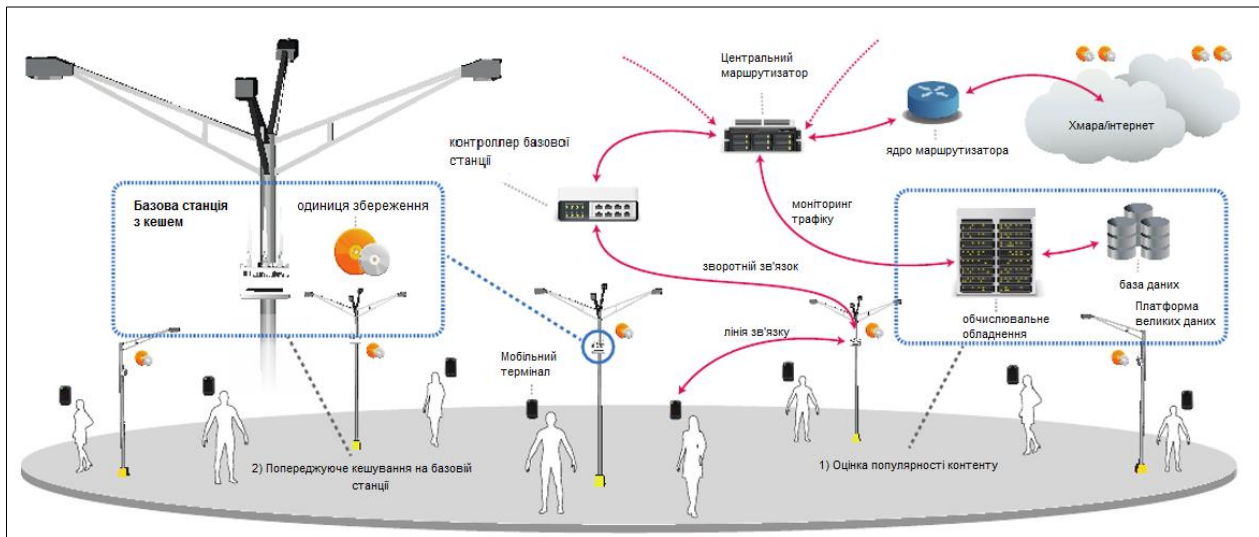 Центральний
маршрутизатор
Хмара/інтернет
ядро маршрутизатора
контроллер базової
станції
Базова станція
з кешем
одиниця збереження
моніторинг
трафіку
зворотній зв'язок
база даних
обчислювальне
обладнення
Платформа
великих даних
лінія зв'язку
Мобільний
термінал
2) Попереджуюче кешування на базовій
станції
1) Оцінка популярності контенту